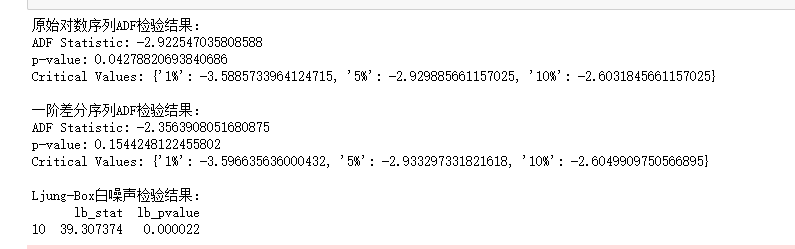 原始对数序列ADF检验结果:
ADF Statistic: -2.922547035808588
p-value: 0.04278820693840686
Critical Values: {'1%': -3.5885733964124715, '5%': -2.929885661157025, '10%': -2.6031845661157025}
一阶差分序列ADF检验结果:
ADF Statistic: -2.3563908051680875
p-value: 0.1544248122455802
Critical Values: {'1%': -3.596635636000432, '5%': -2.933297331821618, '10%': -2.6049909750566895}
Ljung-Box白噪声检验结果:
lb_stat lb_pvalue
10 39.307374 0.000022